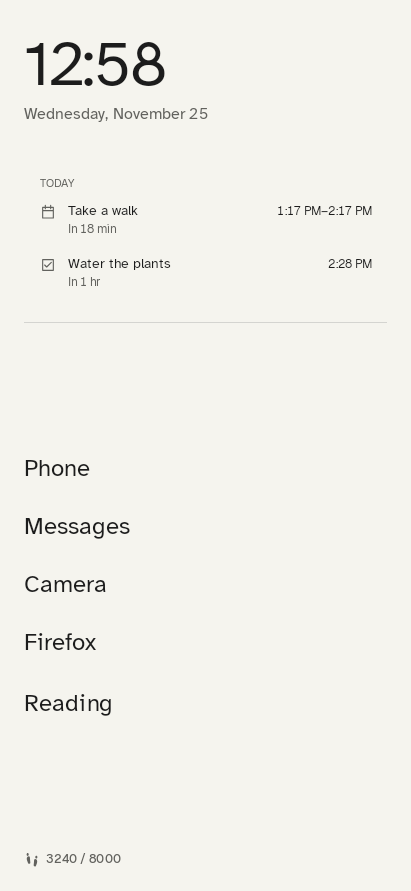 12:58
Wednesday, November 25
TODAY
Take a walk 1:17 PM–2:17 PM
In 18 min
Water the plants 2:28 PM
In 1 hr
Phone
Messages
Camera
Firefox
Reading
3240 / 8000